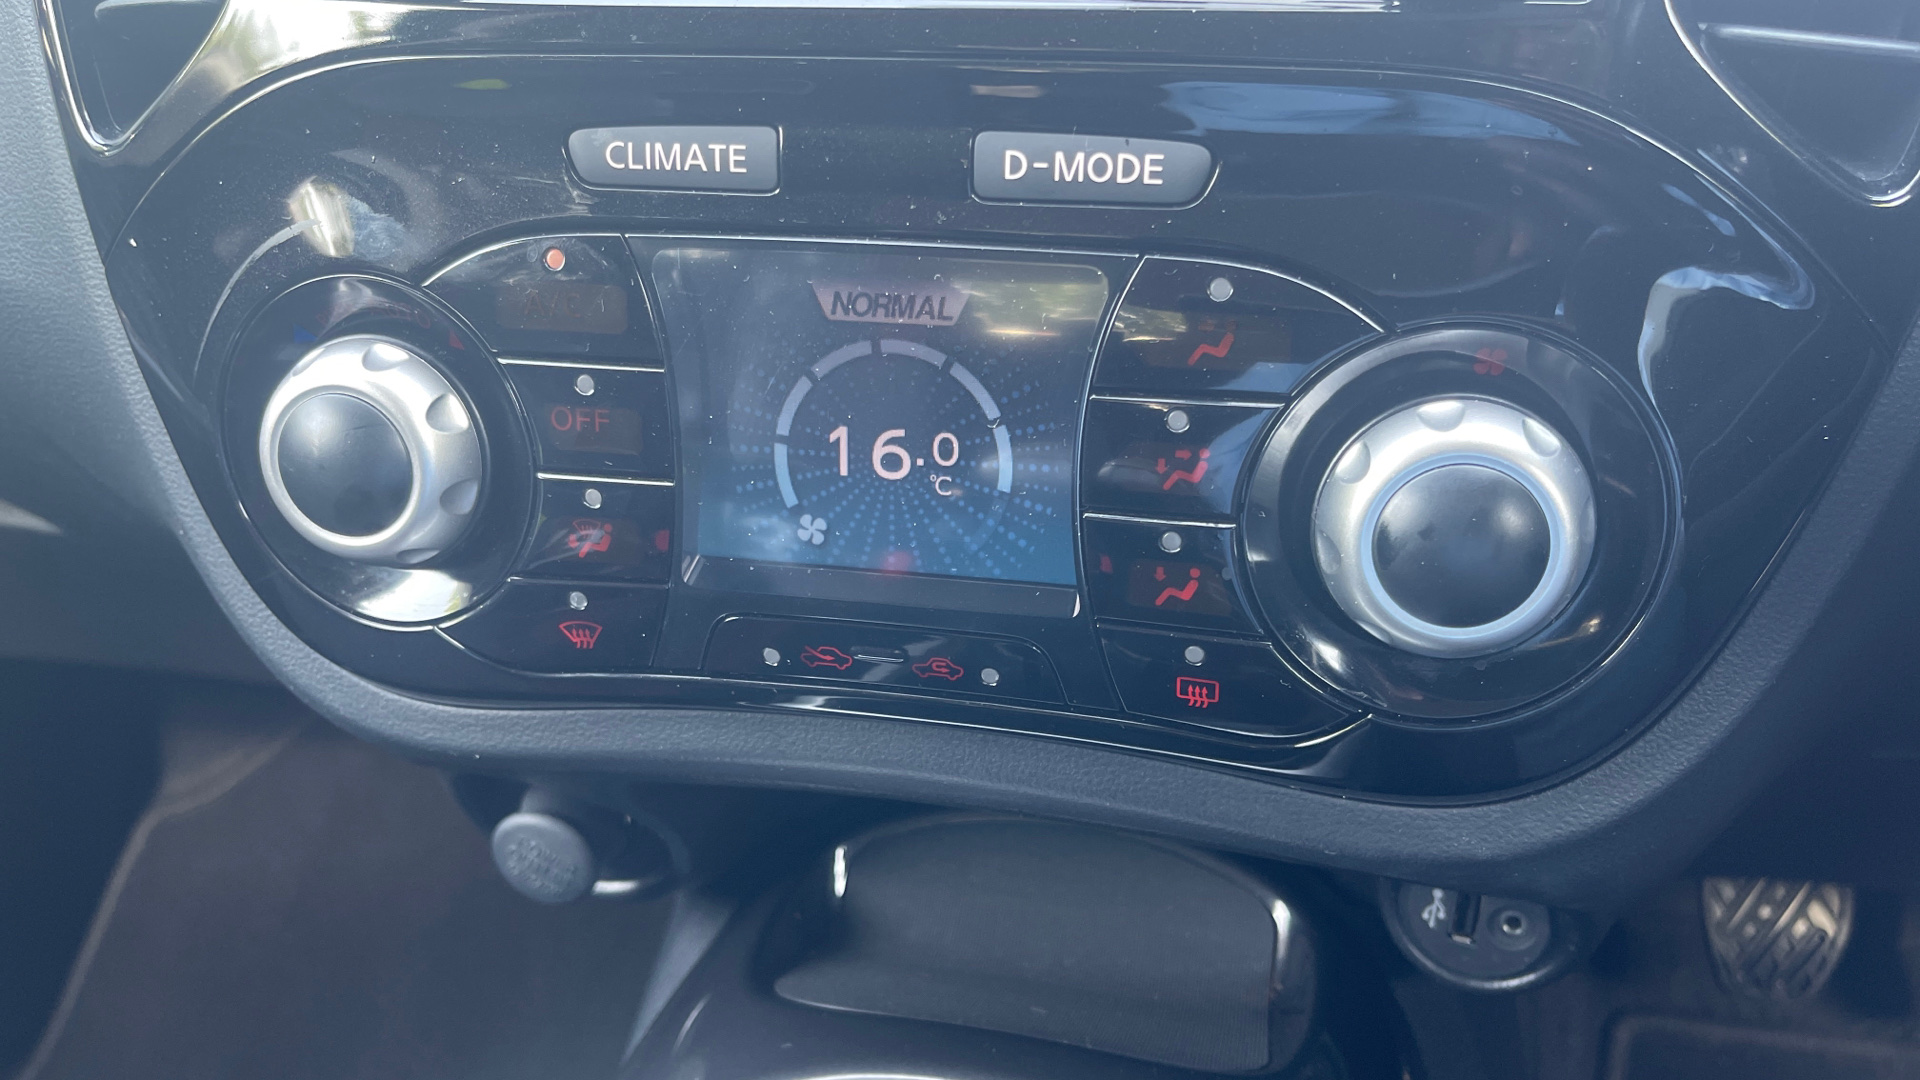 CLIMATE
D-MODE
NORMAL
16.0
°C
OFF